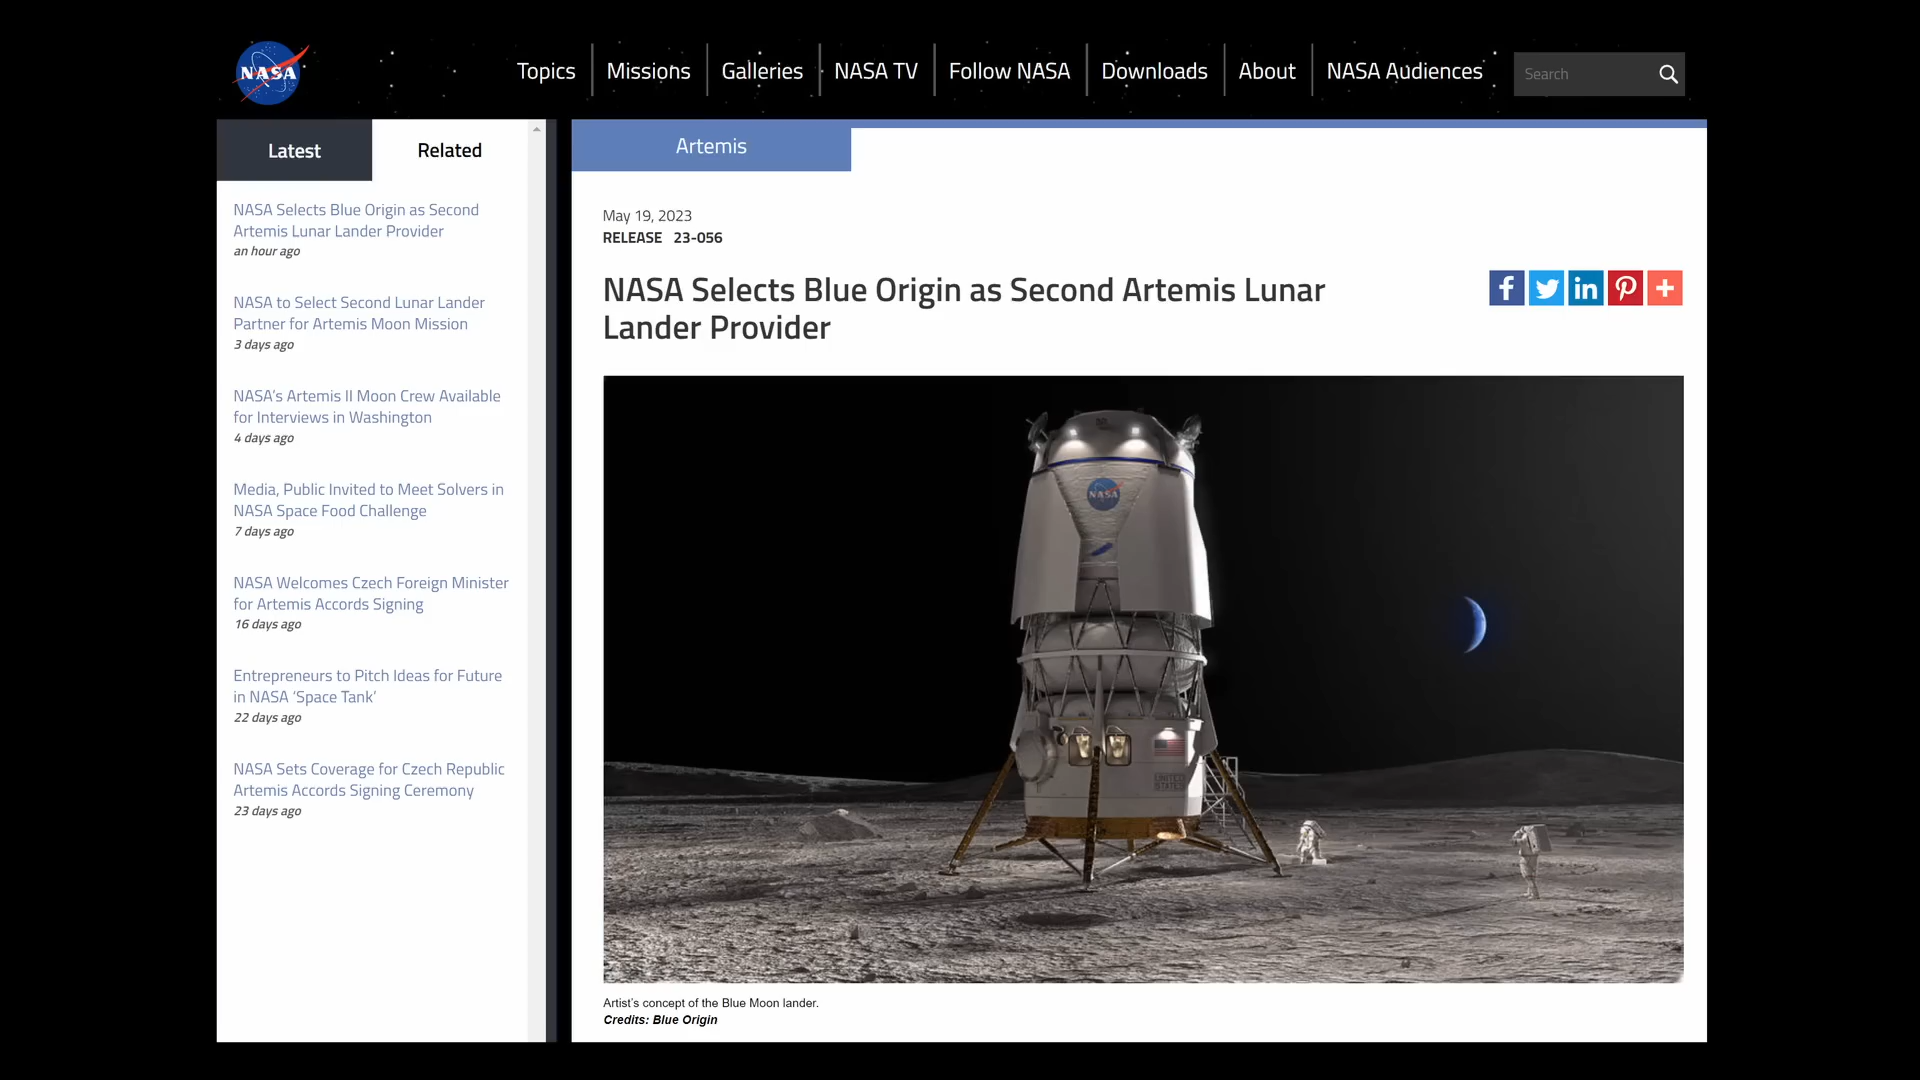 NASA
Topics
Missions
Galleries
NASA TV
Follow NASA
Downloads
About
NASA Audiences
Search
Latest
Related
NASA Selects Blue Origin as Second
Artemis Lunar Lander Provider
an hour ago
NASA to Select Second Lunar Lander
Partner for Artemis Moon Mission
3 days ago
NASA's Artemis II Moon Crew Available
for Interviews in Washington
4 days ago
Media, Public Invited to Meet Solvers in
NASA Space Food Challenge
7 days ago
NASA Welcomes Czech Foreign Minister
for Artemis Accords Signing
16 days ago
Entrepreneurs to Pitch Ideas for Future
in NASA ‘Space Tank’
22 days ago
NASA Sets Coverage for Czech Republic
Artemis Accords Signing Ceremony
23 days ago
Artemis
May 19, 2023
RELEASE 23-056
NASA Selects Blue Origin as Second Artemis Lunar
Lander Provider
NASA
UNITED
STATES
Artist’s concept of the Blue Moon lander.
Credits: Blue Origin